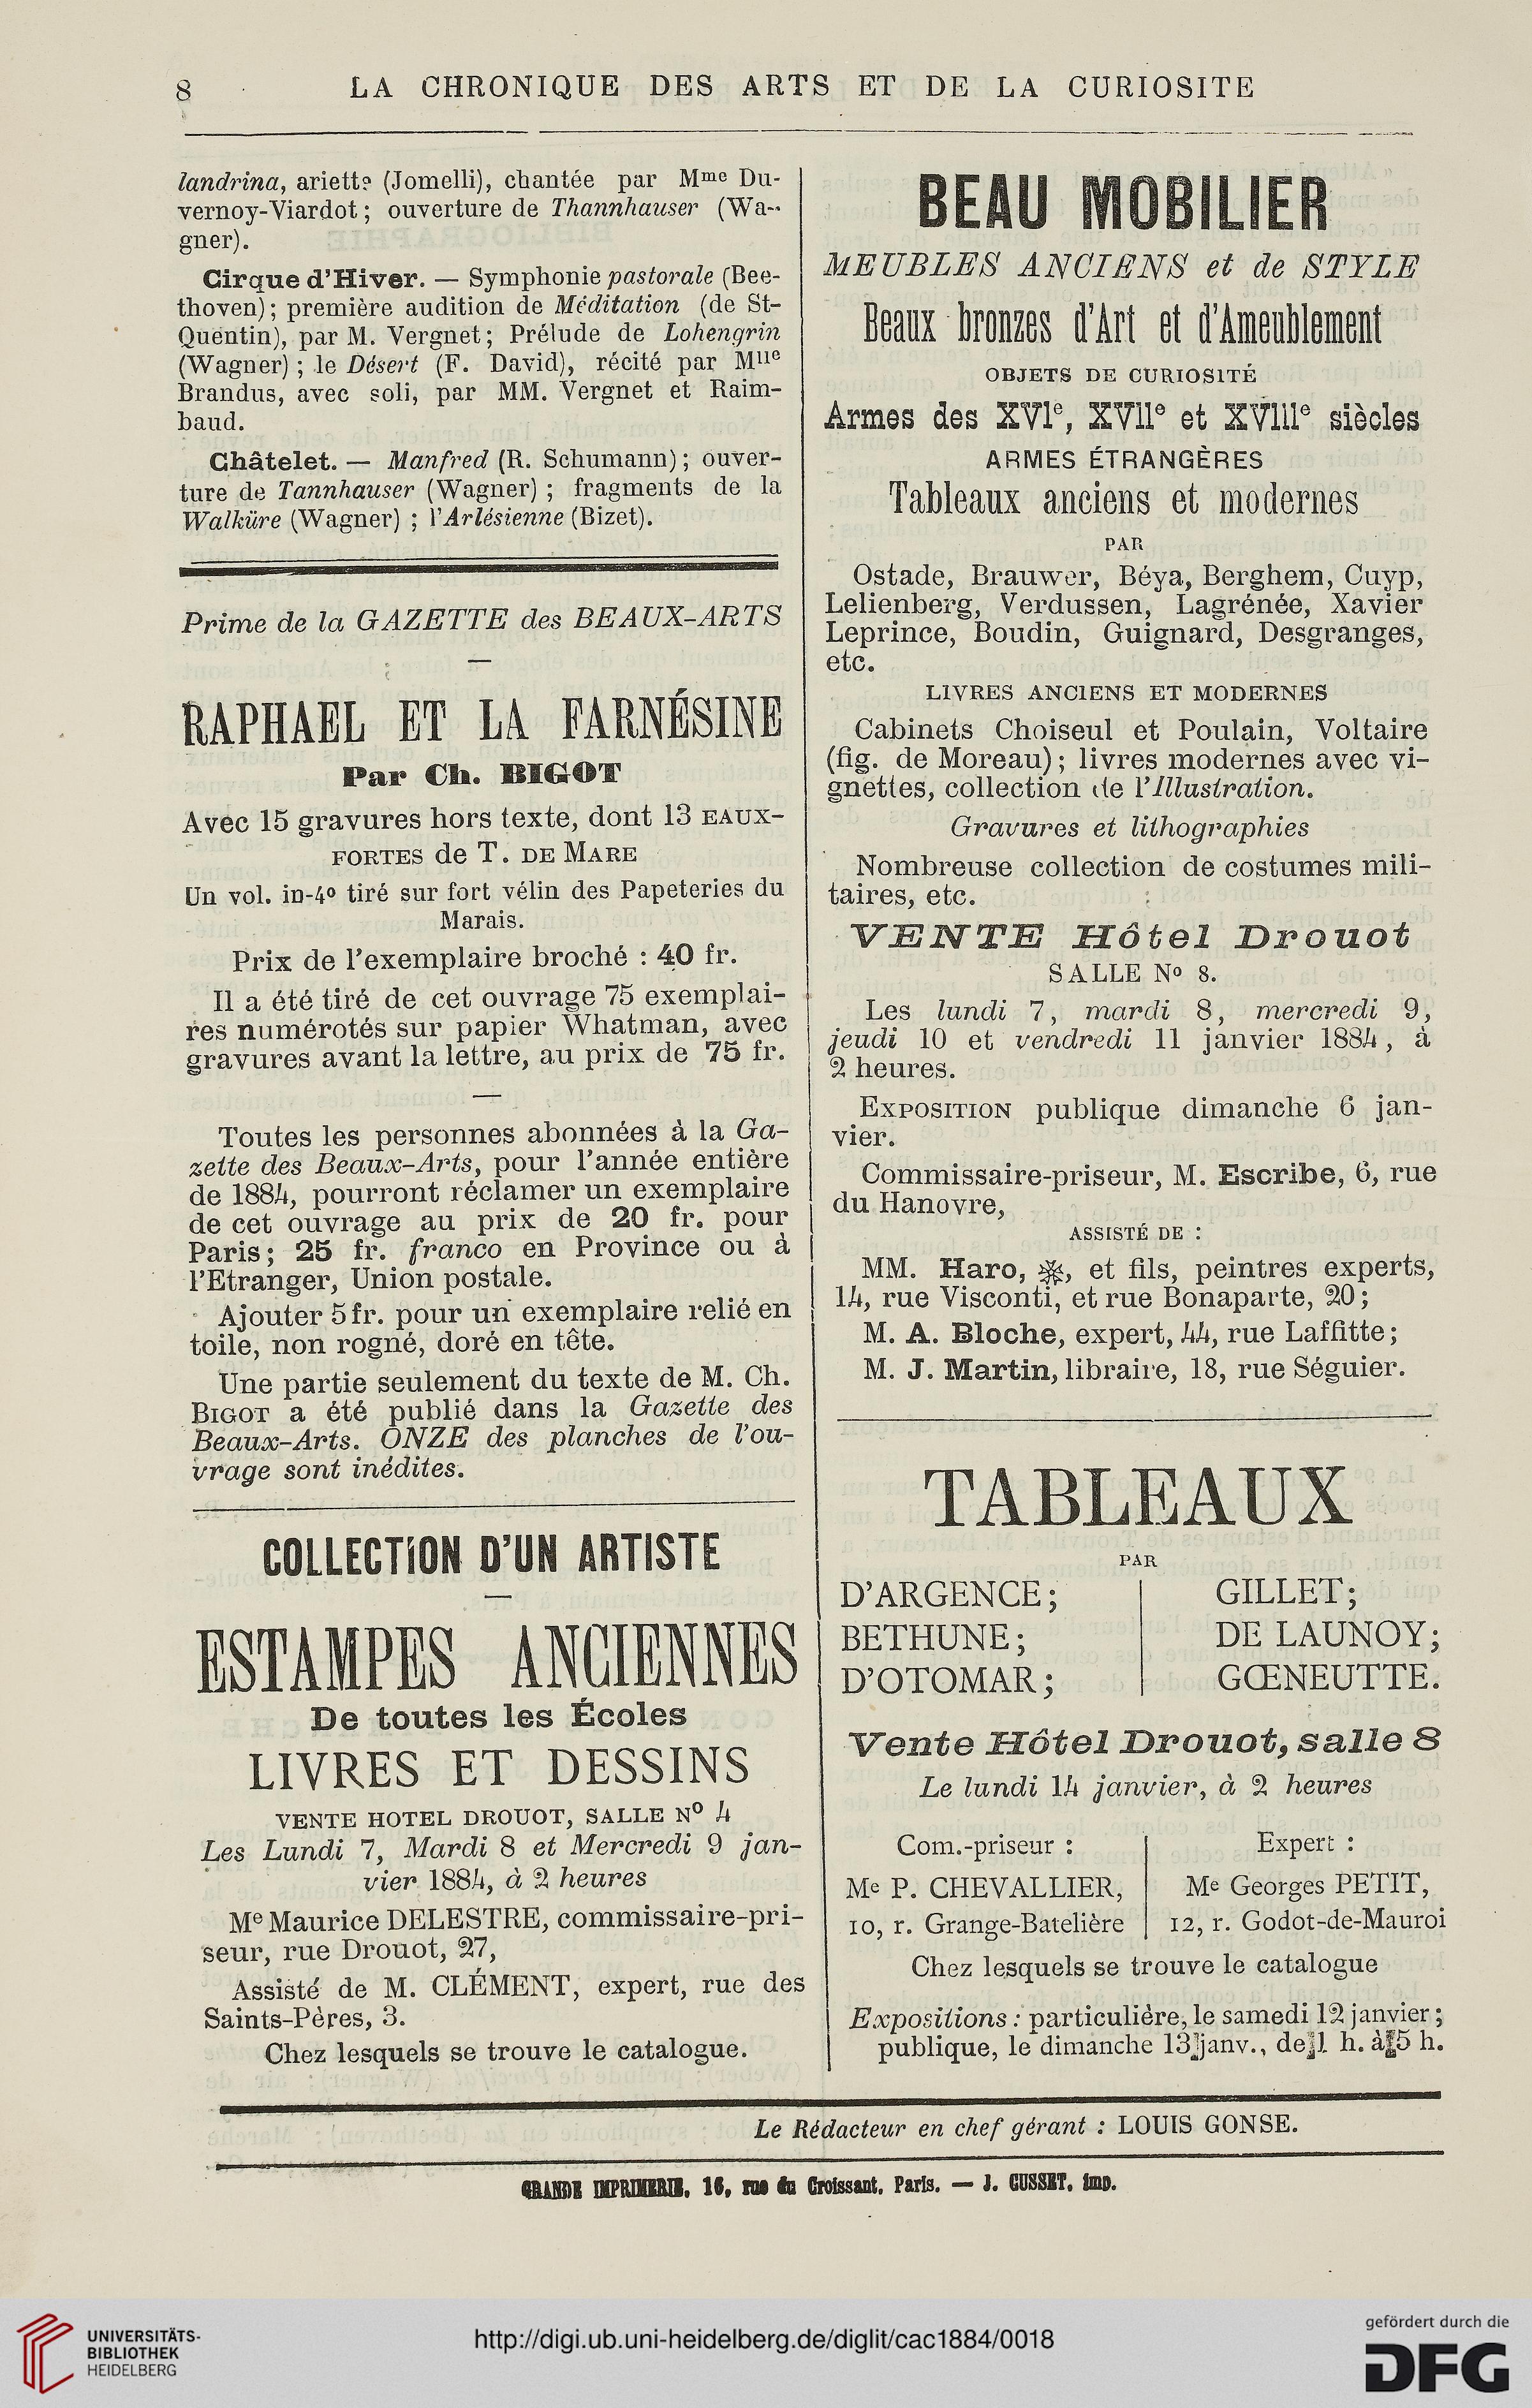 8 LA CHRONIQUE DES ARTS ET DE LA CURIOSITE
landrina, ariette (Jomelli), chantée par Mme Du-
vernoy-Viardot; ouverture de Thannhauser (Wa-
gner).
Cirque d'Hiver. — Symphonie pastorale (Bee-
thoven); première audition de Méditation (de St-
Quentin), par M. Vergnet; Prélude de Lohengrin
(Wagner); le Désert (F. David), récité par Mlle
Brandus, avec soli, par MM. Vergnet et Raim-
baud.
Châtelet. — Manfred (R. Schumann); ouver-
ture de Tannhauser (Wagner); fragments de la
Walküre (Wagner); l'Arlésienne (Bizet).
Prime de la GAZETTE des BEAUX-ARTS
—
RAPHAEL ET LA FARNÉSINE
Par Ch. BIGOT
Avec 15 gravures hors texte, dont 13 EAUX-
FORTES de T. DE MARE
Un vol. in-4o tiré sur fort vélin des Papeteries du
Marais.
Prix de l'exemplaire broché : 40 fr.
Il a été tiré de cet ouvrage 75 exemplai-
res numérotés sur papier Whatman, avec
gravures avant la lettre, au prix de 75 fr.
—
Toutes les personnes abonnées à la Ga-
zette des Beaux-Arts, pour l'année entière
de 1884, pourront réclamer un exemplaire
de cet ouvrage au prix de 20 fr. pour
Paris; 25 fr. franco en Province ou à
l'Etranger, Union postale.
Ajouter 5 fr. pour un exemplaire relié en
toile, non rogné, doré en tête.
Une partie seulement du texte de M. Ch.
BIGOT a été publié dans la Gazette des
Beaux-Arts. ONZE des planches de l'ou-
vrage sont inédites.
COLLECTION D'UN ARTISTE
—
ESTAMPES ANCIENNES
De toutes les Écoles
LIVRES ET DESSINS
VENTE HOTEL DROUOT, SALLE No 4
Les Lundi 7, Mardi 8 et Mercredi 9 jan-
vier 1884, à 2 heures
Me Maurice DELESTRE, commissaire-pri-
seur, rue Drouot, 27,
Assisté de M. CLÉMENT, expert, rue des
Saints-Pères, 3.
Chez lesquels se trouve le catalogue.
BEAU MOBILIER
MEUBLES ANCIENS et de STYLE
Beaux bronzes d'Art et d'Ameublement
OBJETS DE CURIOSITÉ
Armes des XVIe, XVIIe et XVIIIe siècles
ARMES ÉTRANGÈRES
Tableaux anciens et modernes
PAR
Ostade, Brauwer, Béya, Berghem, Cuyp,
Lelienberg, Verdussen, Lagrénée, Xavier
Leprince, Boudin, Guignard, Desgranges,
etc.
LIVRES ANCIENS ET MODERNES
Cabinets Choiseul et Poulain, Voltaire
(fig. de Moreau); livres modernes avec vi-
gnettes, collection de l'Illustration.
Gravures et lithographies
Nombreuse collection de costumes mili-
taires, etc.
VENTE Hôtel Drouot
SALLE No 8.
Les lundi 7, mardi 8, mercredi 9,
jeudi 10 et vendredi 11 janvier 1884, à
2 heures.
EXPOSITION publique dimanche 6 jan-
vier.
Commissaire-priseur, M. Escribe, 6, rue
du Hanovre,
ASSISTÉ DE :
MM. Haro, ❊, et fils, peintres experts,
14, rue Visconti, et rue Bonaparte, 20;
M. A. Bloche, expert, 44, rue Laffitte;
M. J. Martin, libraire, 18, rue Séguier.
TABLEAUX
PAR
D'ARGENCE; GILLET;
BETHUNE; DE LAUNOY;
D'OTOMAR; GŒNEUTTE.
Vente Hôtel Drouot, salle 8
Le lundi 14 janvier, à 2 heures
Com.-priseur : Expert :
Me P. CHEVALLIER, Me Georges PETIT,
10, r. Grange-Batelière 12, r. Godot-de-Mauroi
Chez lesquels se trouve le catalogue
Expositions : particulière, le samedi 12 janvier;
publique, le dimanche 13 janv., de 1 h. à 5 h.
Le Rédacteur en chef gérant : LOUIS GONSE.
GRANDE IMPRIMERIE, 16, rue du Croissant, Paris. — J. CUSSET, imp.
UNIVERSITÄTS-
BIBLIOTHEK
HEIDELBERG
http://digi.ub.uni-heidelberg.de/diglit/cac1884/0018
gefördert durch die
DFG